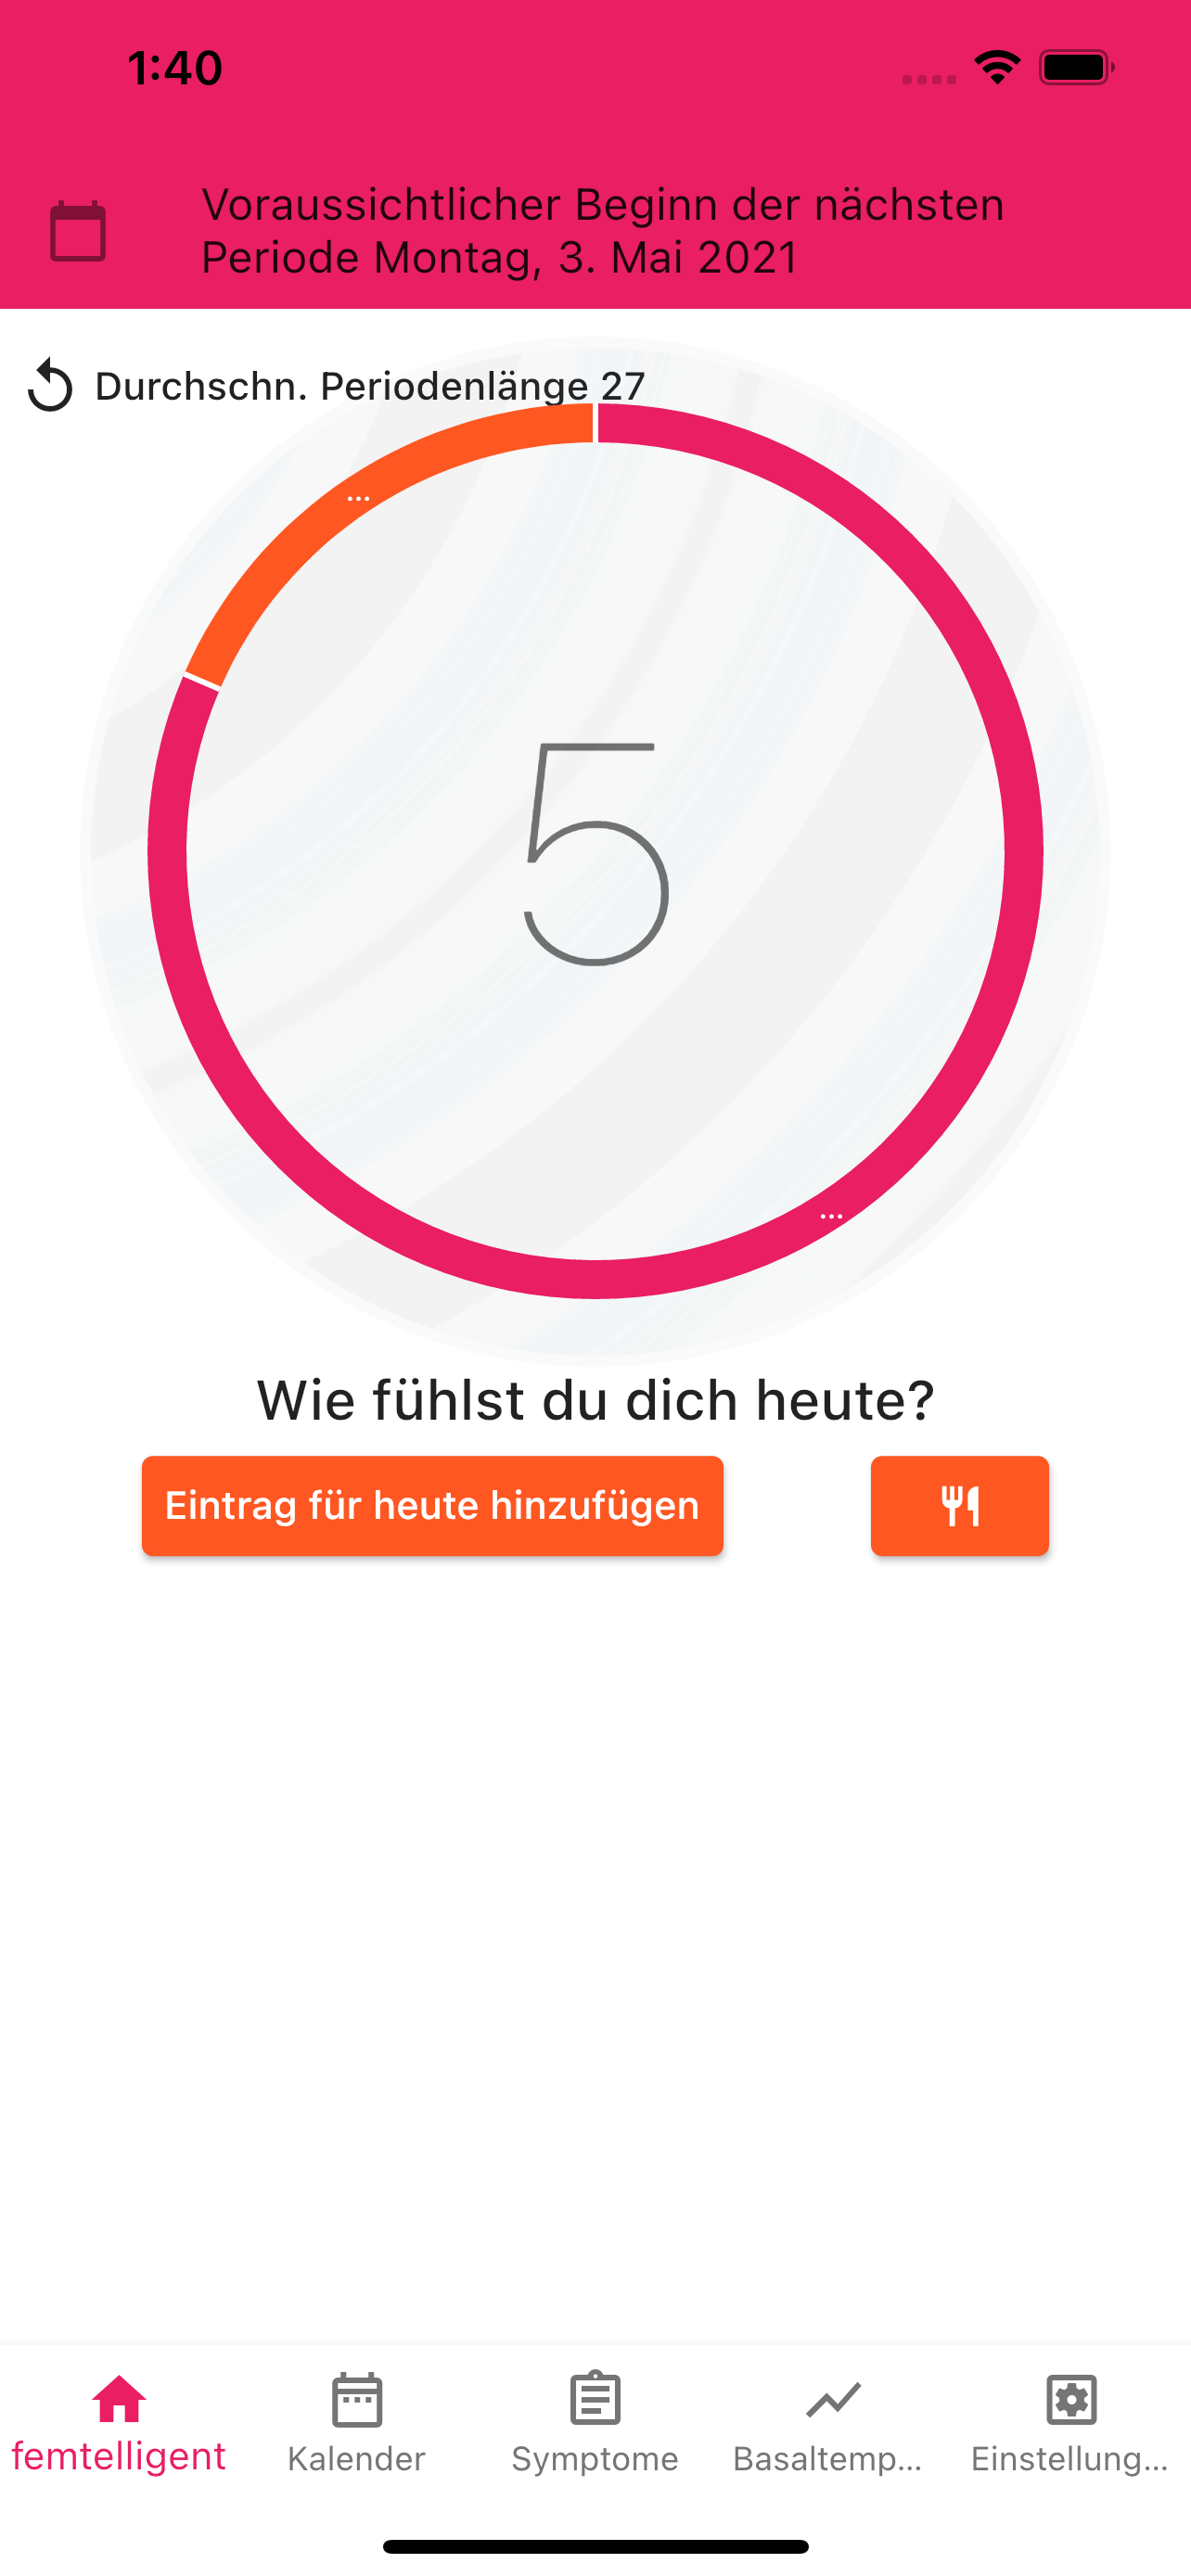 1:40
Voraussichtlicher Beginn der nächsten
Periode Montag, 3. Mai 2021
Durchschn. Periodenlänge 27
...
5
...
Wie fühlst du dich heute?
Eintrag für heute hinzufügen
femtelligent
Kalender
Symptome
Basaltemp...
Einstellung...